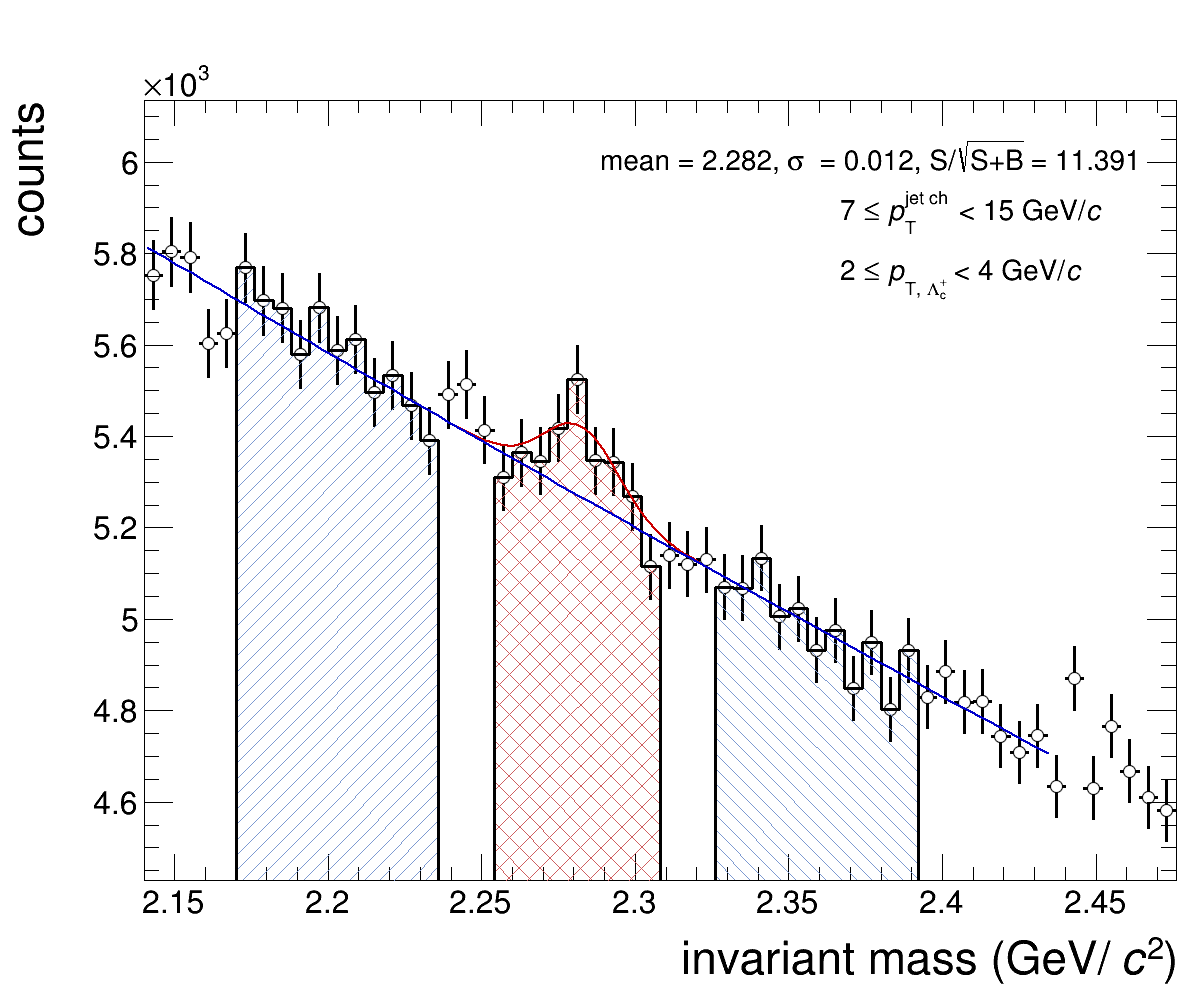 ×10³
counts
6
5.8
5.6
5.4
5.2
5
4.8
4.6
mean = 2.282, σ = 0.012, S/√S+B = 11.391
7 ≤ p_T^jet ch < 15 GeV/c
2 ≤ p_T, Λ_c^+ < 4 GeV/c
2.15 2.2 2.25 2.3 2.35 2.4 2.45
invariant mass (GeV/ c²)